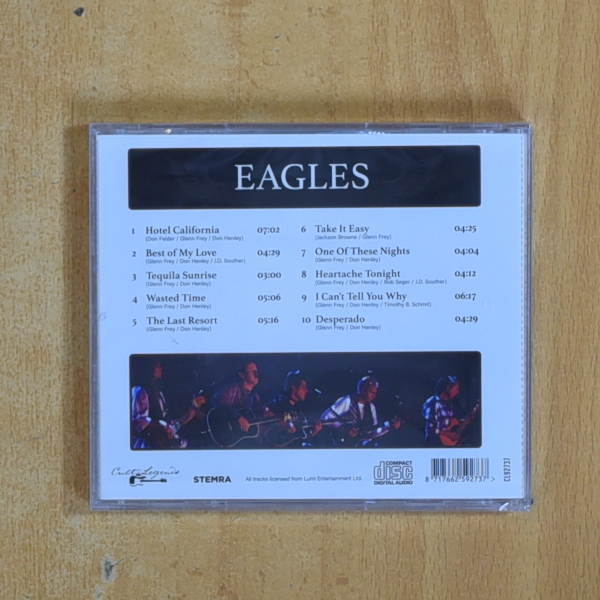 EAGLES
1 Hotel California 07:02
(Don Felder / Glenn Frey / Don Henley)
2 Best of My Love 04:29
(Glenn Frey / Don Henley / J.D. Souther)
3 Tequila Sunrise 03:00
(Glenn Frey / Don Henley)
4 Wasted Time 05:06
(Glenn Frey / Don Henley)
5 The Last Resort 05:16
(Glenn Frey / Don Henley)
6 Take It Easy 04:25
(Jackson Browne / Glenn Frey)
7 One Of These Nights 04:04
(Glenn Frey / Don Henley)
8 Heartache Tonight 04:12
(Glenn Frey / Don Henley / Bob Seger / J.D. Souther)
9 I Can't Tell You Why 06:17
(Glenn Frey / Don Henley / Timothy B. Schmit)
10 Desperado 04:29
(Glenn Frey / Don Henley)
Cult Legends
STEMRA
All tracks licensed from Lumi Entertainment Ltd.
COMPACT
disc
DIGITAL AUDIO
8 717662 592737 >
CL92737